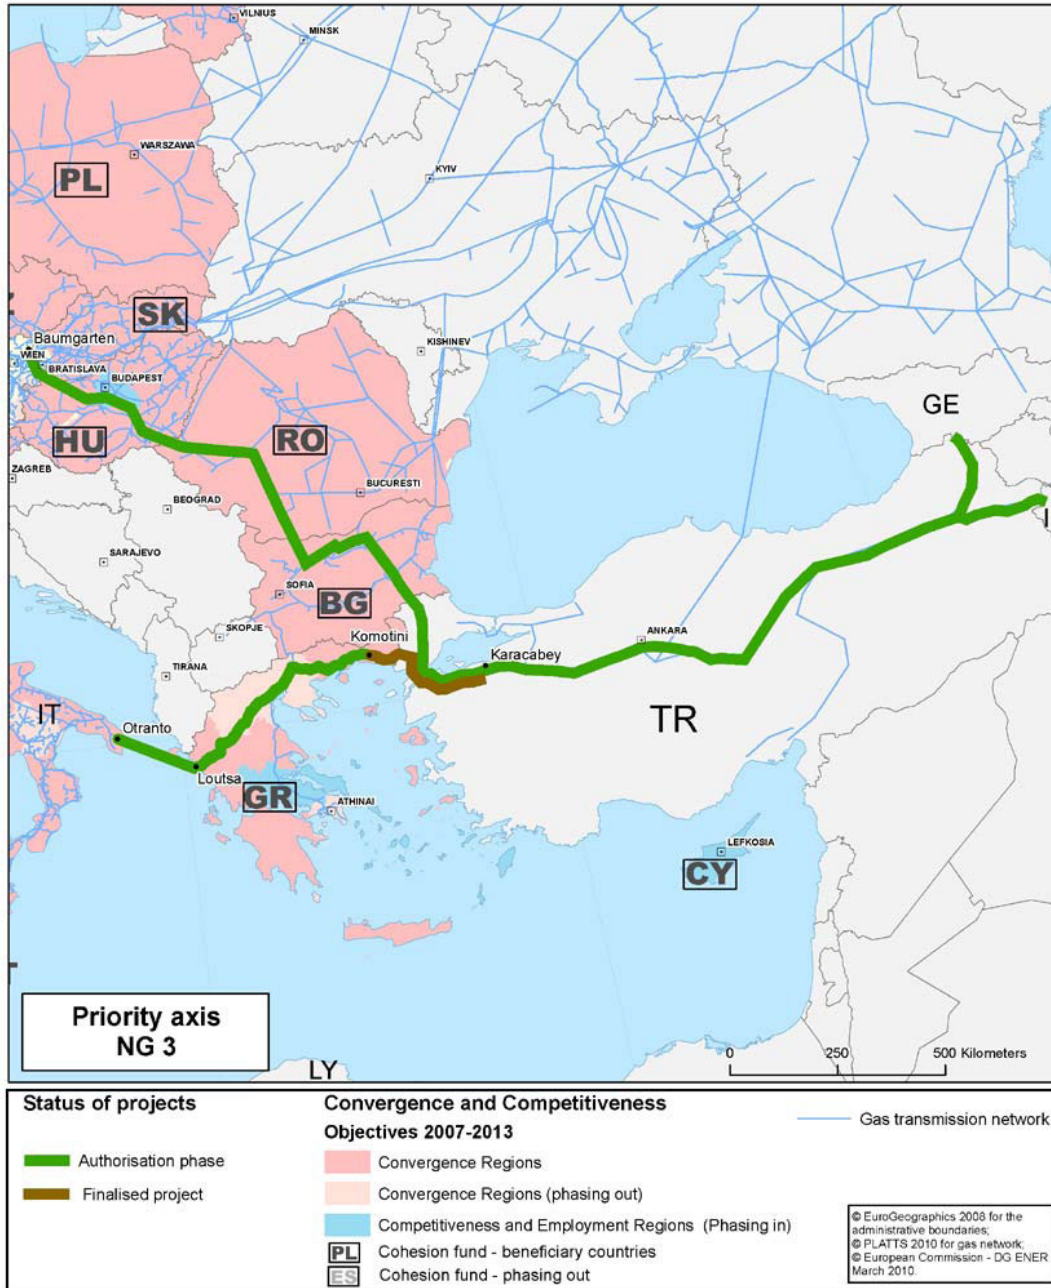 VILNIUS
MINSK
WARSZAWA
PL
KYIV
SK
Baumgarten
WIEN
BRATISLAVA
BUDAPEST
KISHINEV
HU
RO
GE
ZAGREB
BUCURESTI
BEOGRAD
SARAJEVO
SOFIA
BG
SKOPJE
Komotini
ANKARA
Karacabey
TIRANA
IT
TR
Otranto
Loutsa
GR
ATHINAI
LEFKOSIA
CY
Priority axis
NG 3
0 250 500 Kilometers
LY
Status of projects
Authorisation phase
Finalised project
Convergence and Competitiveness
Objectives 2007-2013
Convergence Regions
Convergence Regions (phasing out)
Competitiveness and Employment Regions (Phasing in)
PL Cohesion fund - beneficiary countries
ES Cohesion fund - phasing out
Gas transmission network
© EuroGeographics 2008 for the
administrative boundaries;
© PLATTS 2010 for gas network;
© European Commission - DG ENER
March 2010.